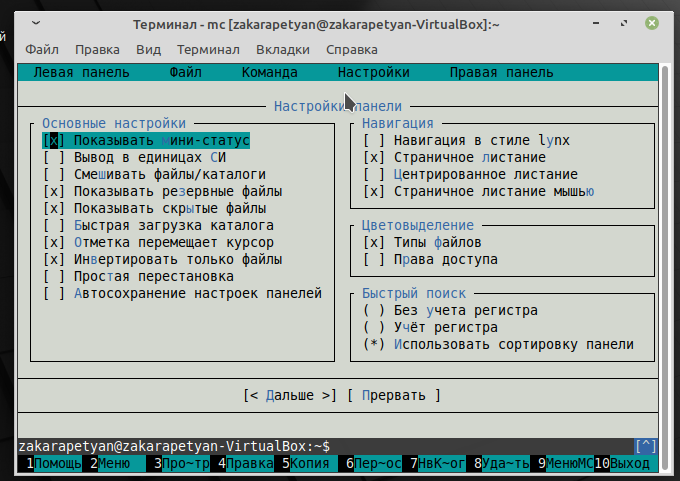 Терминал - mc [zakarapetyan@zakarapetyan-VirtualBox]:~
й
Файл Правка Вид Терминал Вкладки Справка
Левая панель Файл Команда Настройки Правая панель
Настройки панели
Основные настройки
[x] Показывать мини-статус
[ ] Вывод в единицах СИ
[ ] Смешивать файлы/каталоги
[x] Показывать резервные файлы
[x] Показывать скрытые файлы
[ ] Быстрая загрузка каталога
[x] Отметка перемещает курсор
[x] Инвертировать только файлы
[ ] Простая перестановка
[ ] Автосохранение настроек панелей
Навигация
[ ] Навигация в стиле lynx
[x] Страничное листание
[ ] Центрированное листание
[x] Страничное листание мышью
Цветовыделение
[x] Типы файлов
[ ] Права доступа
Быстрый поиск
( ) Без учета регистра
( ) Учёт регистра
(*) Использовать сортировку панели
[< Дальше >] [ Прервать ]
zakarapetyan@zakarapetyan-VirtualBox:~$ [^]
1Помощь 2Меню 3Про~тр 4Правка 5Копия 6Пер~ос 7НвК~ог 8Уда~ть 9МенюМС 10Выход